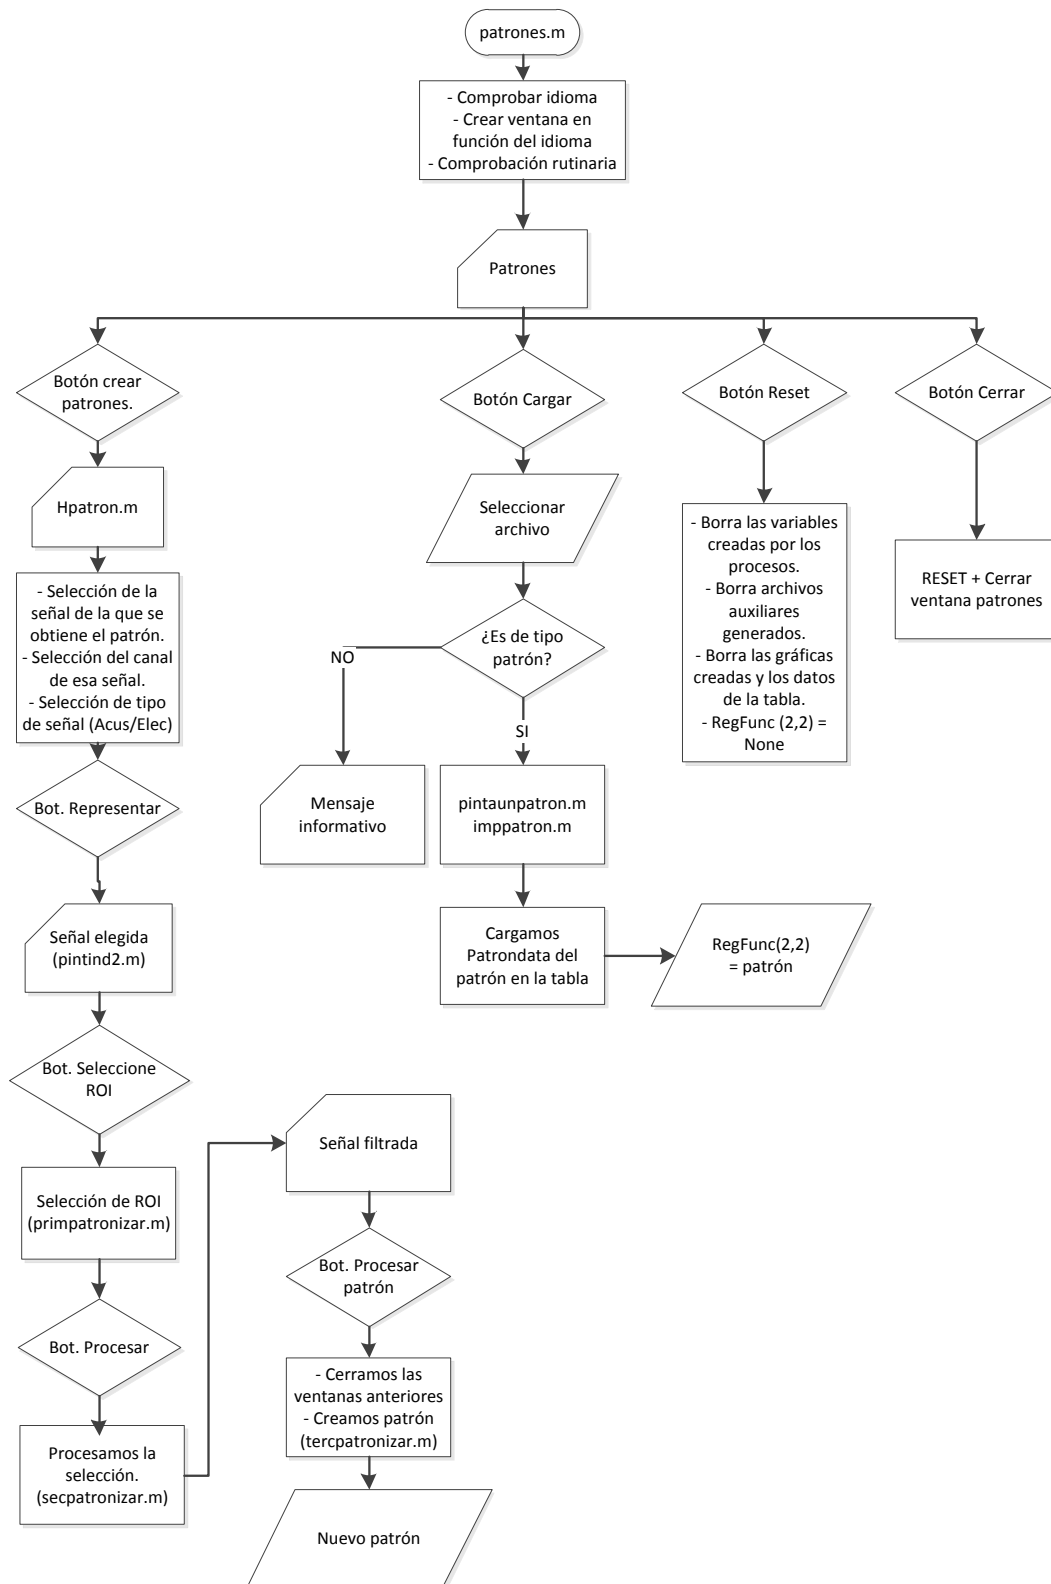 patrones.m
- Comprobar idioma
- Crear ventana en
función del idioma
- Comprobación rutinaria
Patrones
Botón crear
patrones.
Botón Cargar
Botón Reset
Botón Cerrar
Hpatron.m
Seleccionar
archivo
- Borra las variables
creadas por los
procesos.
- Borra archivos
auxiliares
generados.
- Borra las gráficas
creadas y los datos
de la tabla.
- RegFunc (2,2) =
None
RESET + Cerrar
ventana patrones
- Selección de la
señal de la que se
obtiene el patrón.
- Selección del canal
de esa señal.
- Selección de tipo
de señal (Acus/Elec)
¿Es de tipo
patrón?
NO
SI
Bot. Representar
Mensaje
informativo
pintaunpatron.m
imppatron.m
Señal elegida
(pintind2.m)
Cargamos
Patrondata del
patrón en la tabla
RegFunc(2,2)
= patrón
Bot. Seleccione
ROI
Selección de ROI
(primpatronizar.m)
Bot. Procesar
Procesamos la
selección.
(secpatronizar.m)
Señal filtrada
Bot. Procesar
patrón
- Cerramos las
ventanas anteriores
- Creamos patrón
(tercpatronizar.m)
Nuevo patrón